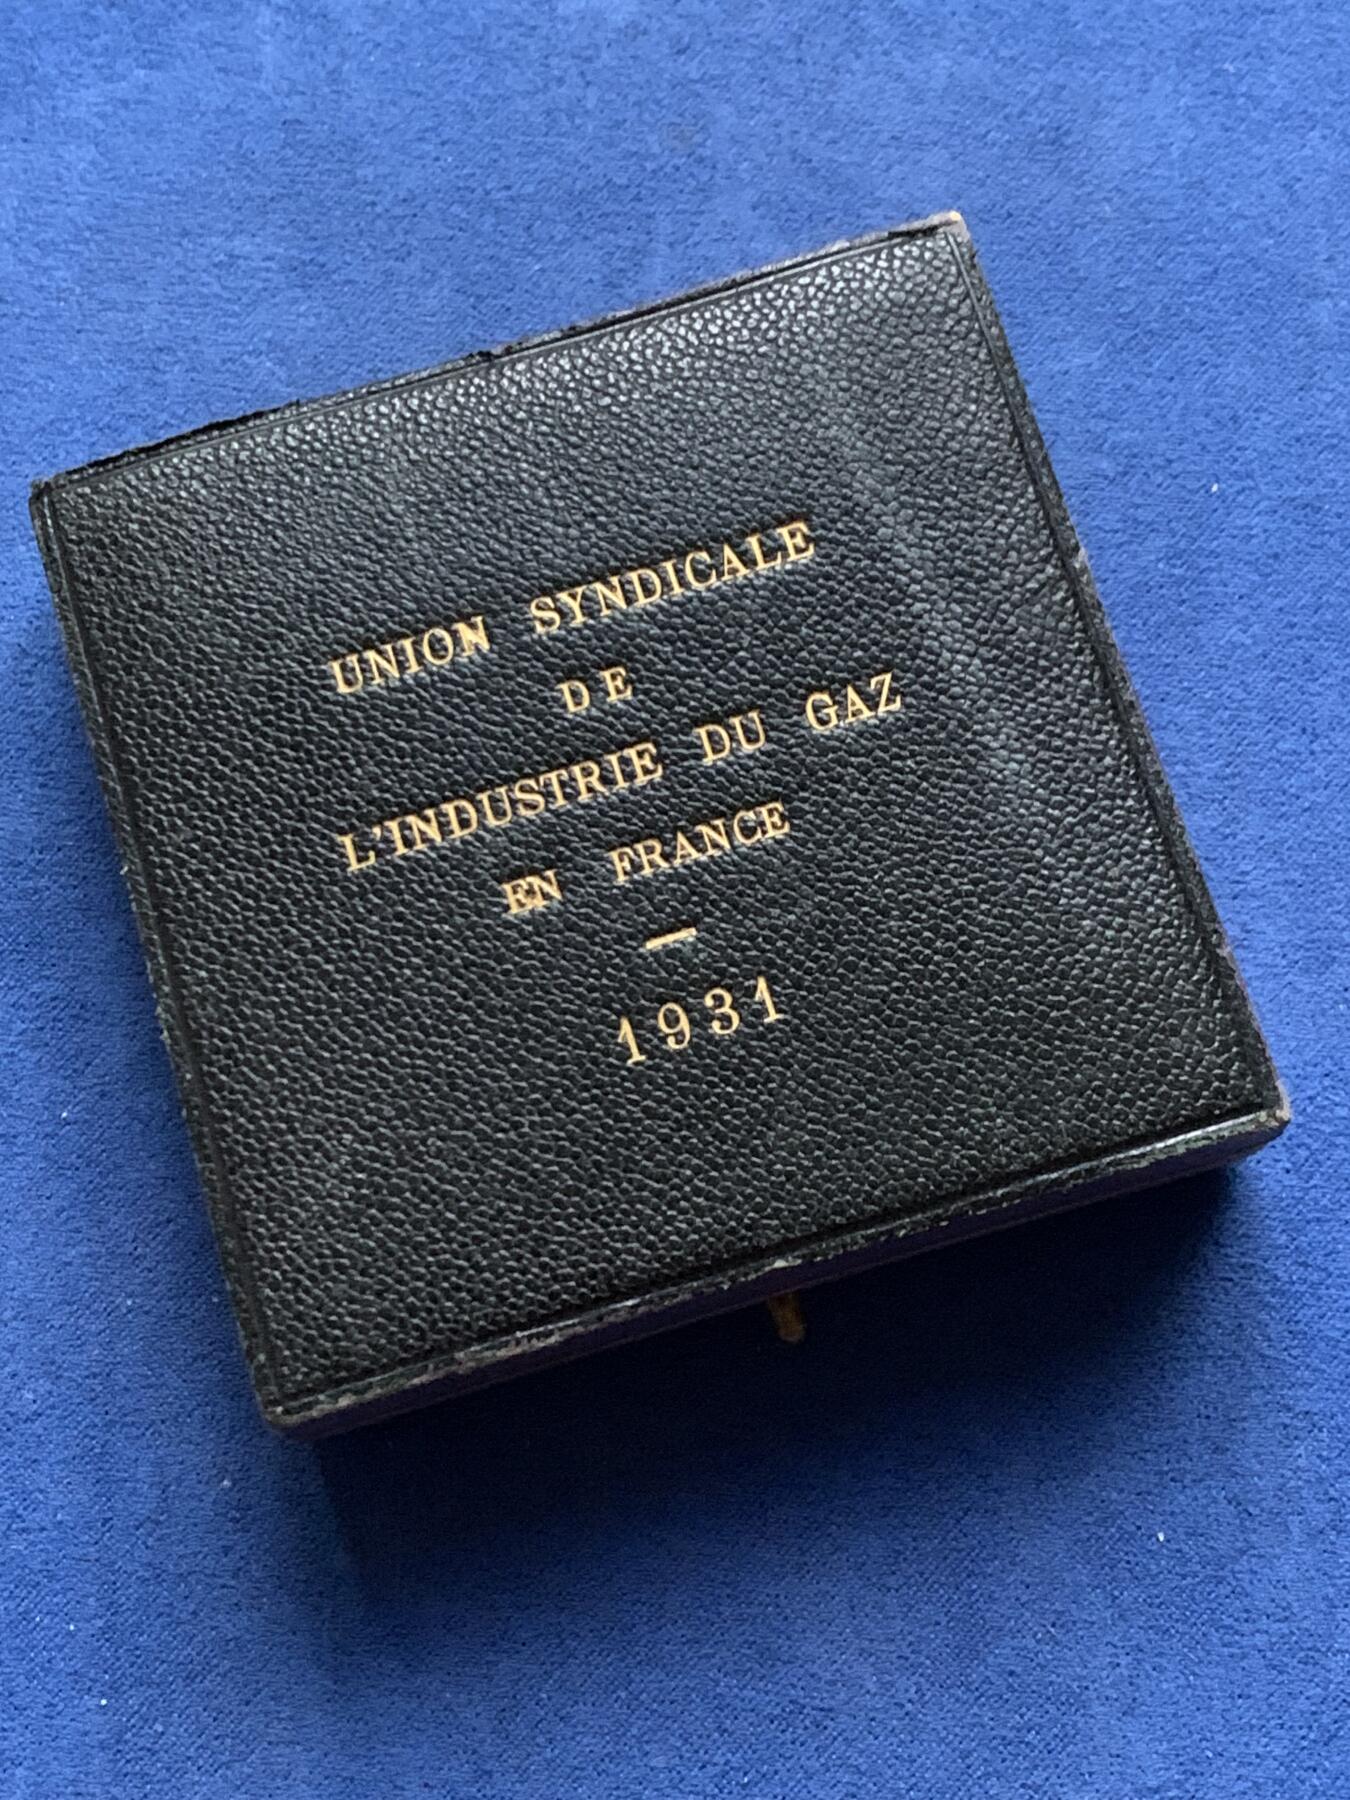 UNION SYNDICALE
DE
L'INDUSTRIE DU GAZ
EN FRANCE
—
1931